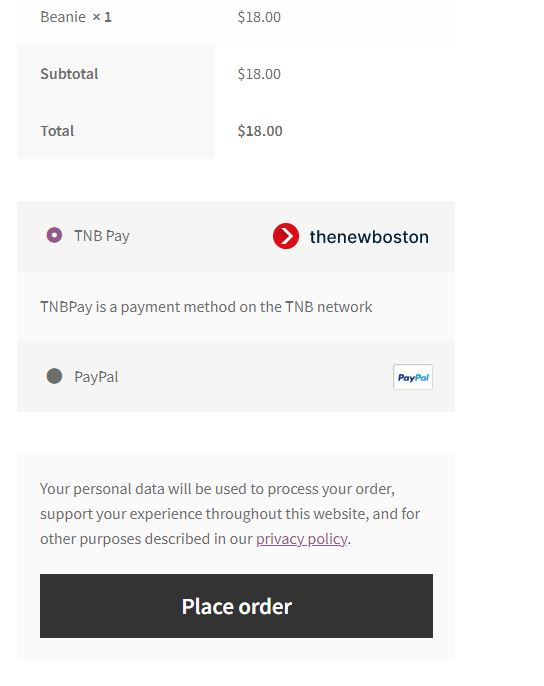 Beanie × 1 $18.00
Subtotal $18.00
Total $18.00
TNB Pay thenewboston
TNBPay is a payment method on the TNB network
PayPal PayPal
Your personal data will be used to process your order,
support your experience throughout this website, and for
other purposes described in our privacy policy.
Place order